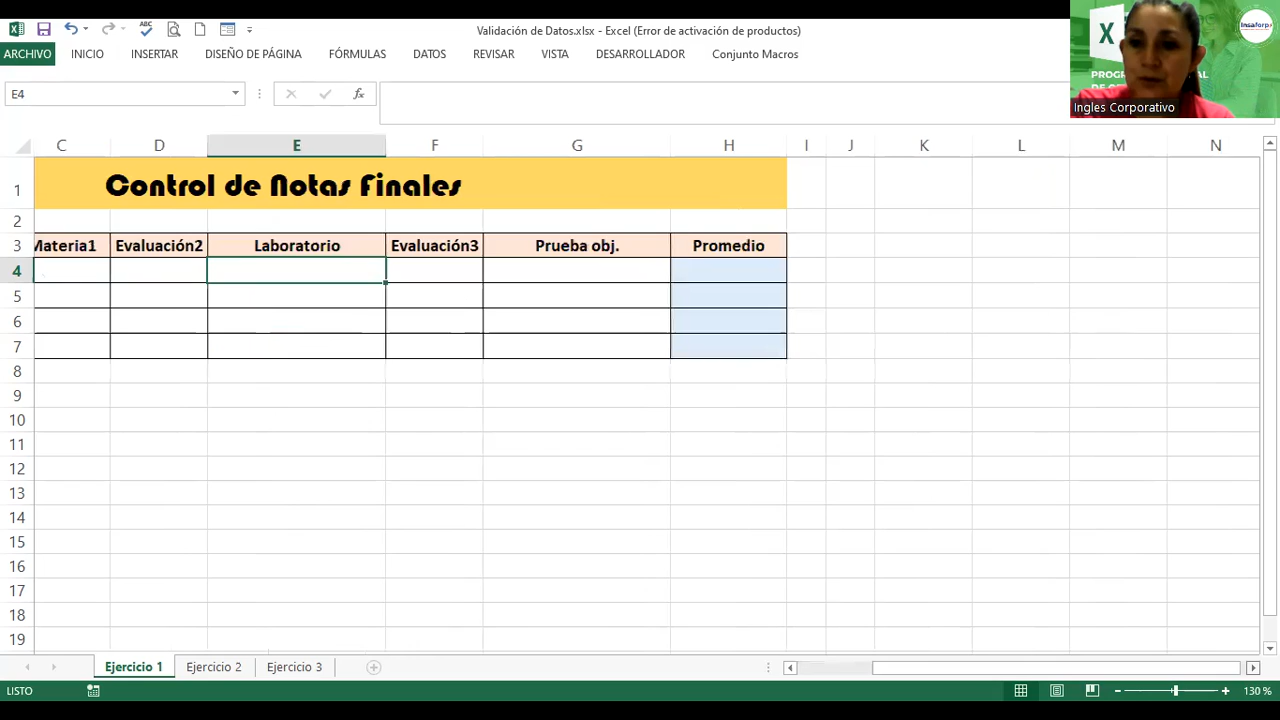 Validación de Datos.xlsx - Excel (Error de activación de productos)
ARCHIVO INICIO INSERTAR DISEÑO DE PÁGINA FÓRMULAS DATOS REVISAR VISTA DESARROLLADOR Conjunto Macros
Insaforp
Ingles Corporativo
E4 fx
C D E F G H I J K L M N
1 Control de Notas Finales
2
3 Materia1 Evaluación2 Laboratorio Evaluación3 Prueba obj. Promedio
4
5
6
7
8
9
10
11
12
13
14
15
16
17
18
19
Ejercicio 1 Ejercicio 2 Ejercicio 3
LISTO 130 %